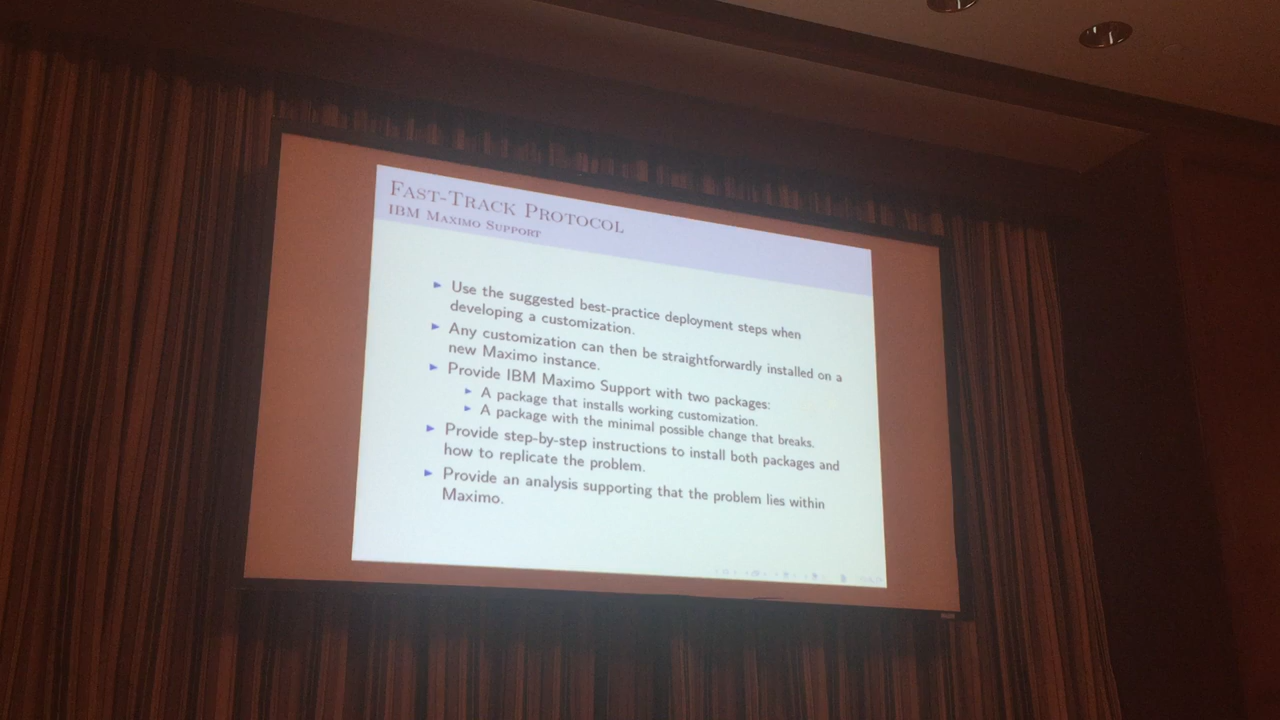 FAST-TRACK PROTOCOL
IBM MAXIMO SUPPORT
Use the suggested best-practice deployment steps when
developing a customization.
Any customization can then be straightforwardly installed on a
new Maximo instance.
Provide IBM Maximo Support with two packages:
A package that installs working customization.
A package with the minimal possible change that breaks.
Provide step-by-step instructions to install both packages and
how to replicate the problem.
Provide an analysis supporting that the problem lies within
Maximo.